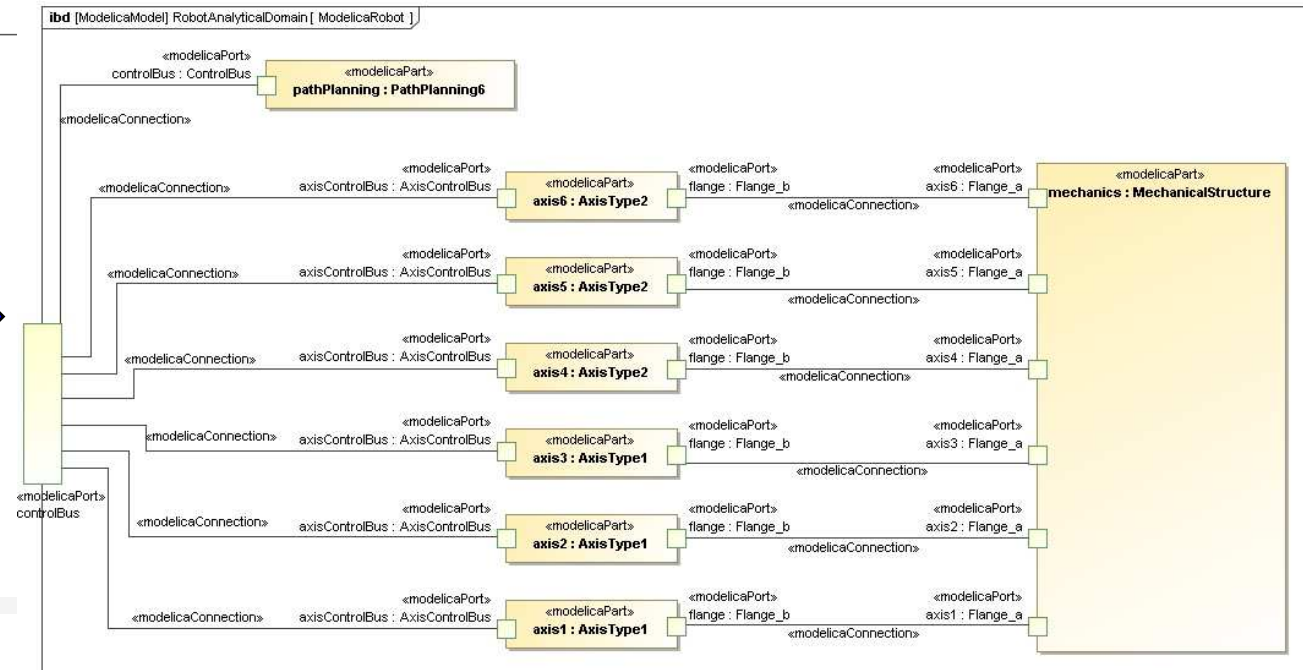 ibd [ModelicaModel] RobotAnalyticalDomain [ ModelicaRobot ]
«modelicaPort»
controlBus : ControlBus
«modelicaPart»
pathPlanning : PathPlanning6
«modelicaConnection»
«modelicaConnection»
«modelicaPort»
axisControlBus : AxisControlBus
«modelicaPart»
axis6 : AxisType2
«modelicaPort»
flange : Flange_b
«modelicaConnection»
«modelicaPort»
axis6 : Flange_a
«modelicaPart»
mechanics : MechanicalStructure
«modelicaConnection»
«modelicaPort»
axisControlBus : AxisControlBus
«modelicaPart»
axis5 : AxisType2
«modelicaPort»
flange : Flange_b
«modelicaConnection»
«modelicaPort»
axis5 : Flange_a
«modelicaConnection»
«modelicaPort»
axisControlBus : AxisControlBus
«modelicaPart»
axis4 : AxisType2
«modelicaPort»
flange : Flange_b
«modelicaConnection»
«modelicaPort»
axis4 : Flange_a
«modelicaConnection»
«modelicaPort»
axisControlBus : AxisControlBus
«modelicaPart»
axis3 : AxisType1
«modelicaPort»
flange : Flange_b
«modelicaConnection»
«modelicaPort»
axis3 : Flange_a
«modelicaPort»
controlBus
«modelicaConnection»
«modelicaPort»
axisControlBus : AxisControlBus
«modelicaPart»
axis2 : AxisType1
«modelicaPort»
flange : Flange_b
«modelicaConnection»
«modelicaPort»
axis2 : Flange_a
«modelicaConnection»
«modelicaPort»
axisControlBus : AxisControlBus
«modelicaPart»
axis1 : AxisType1
«modelicaPort»
flange : Flange_b
«modelicaConnection»
«modelicaPort»
axis1 : Flange_a